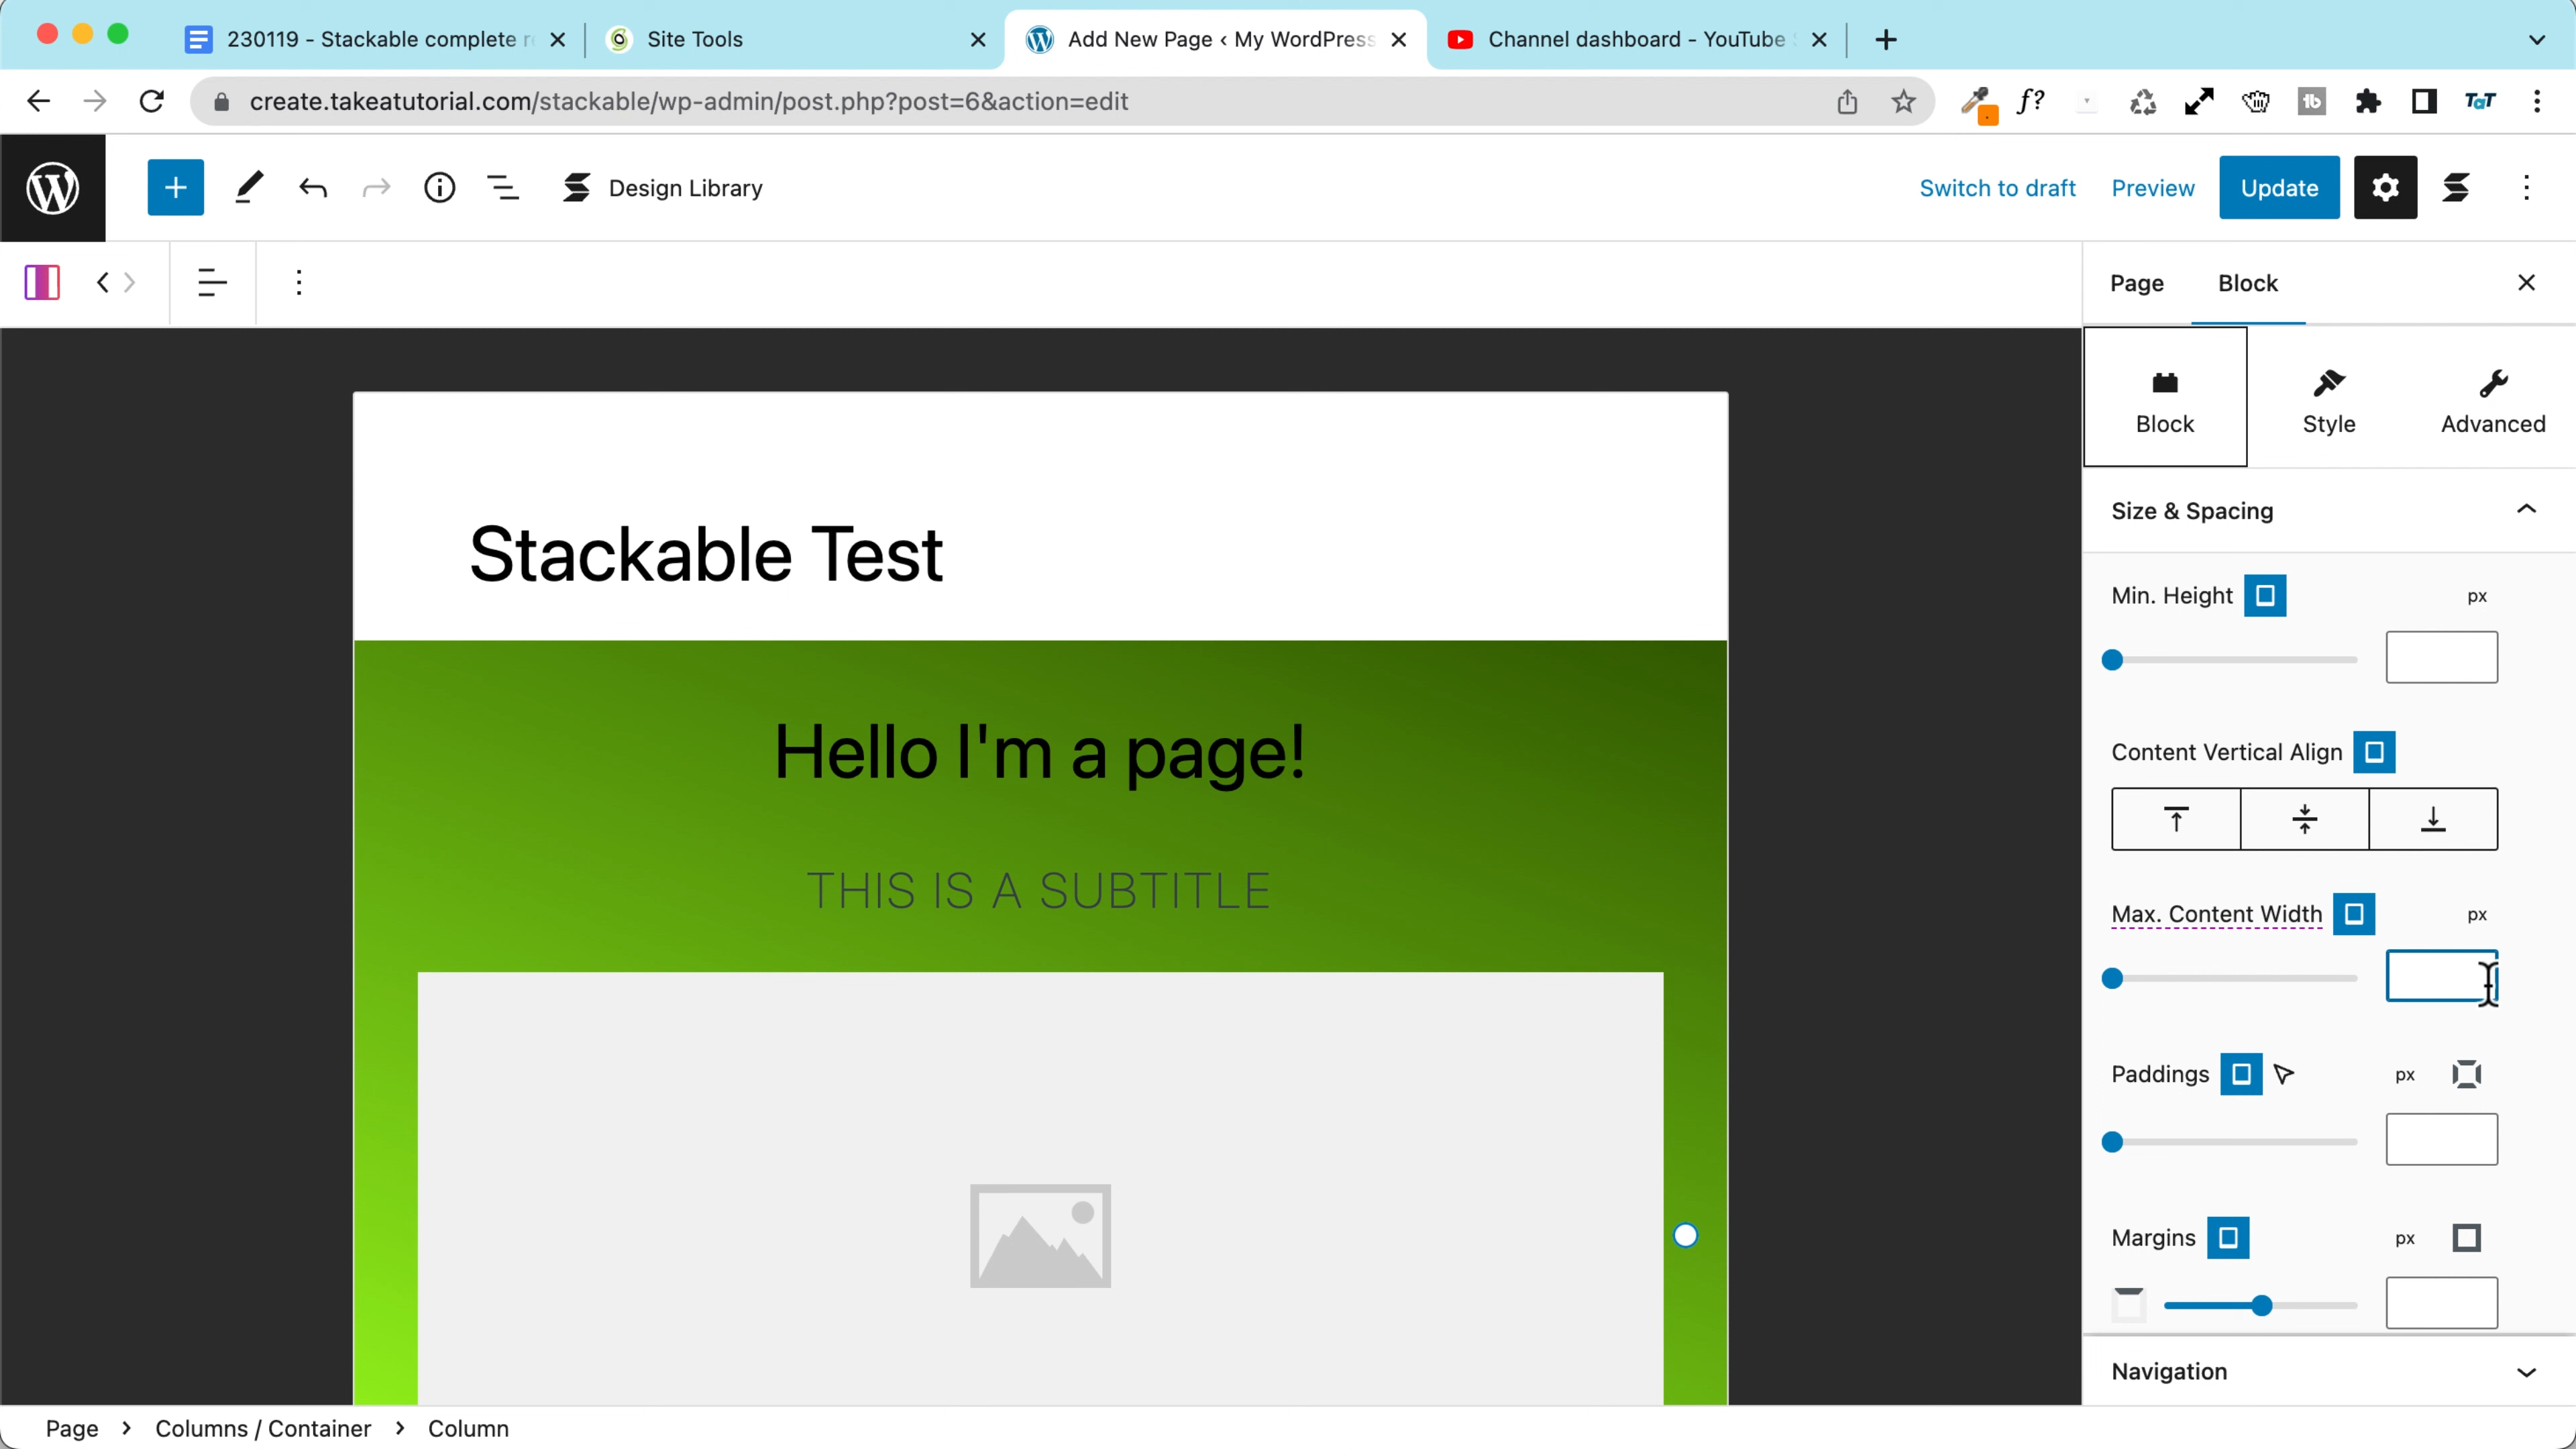 230119 - Stackable complete r
Site Tools
Add New Page ‹ My WordPress
Channel dashboard - YouTube
create.takeatutorial.com/stackable/wp-admin/post.php?post=6&action=edit
f?
tb
TaT
Design Library
Switch to draft
Preview
Update
Page
Block
Block
Style
Advanced
Size & Spacing
Min. Height
px
Content Vertical Align
Max. Content Width
px
Paddings
px
Margins
px
Navigation
Stackable Test
Hello I'm a page!
THIS IS A SUBTITLE
Page › Columns / Container › Column